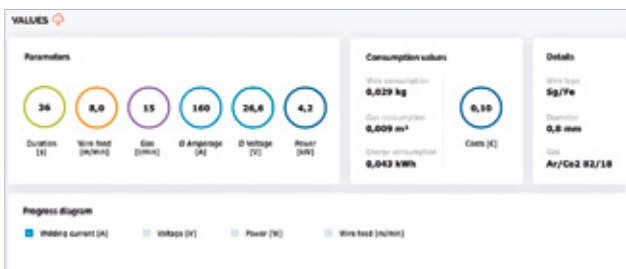 VALUES
Parameters
36
8,0
15
160
26,6
4,2
Duration [s]
Wire feed [m/min]
Gas [l/min]
Ø Amperage [A]
Ø Voltage [V]
Power [kW]
Consumption values
Wire consumption
0,029 kg
Gas consumption
0,009 m³
Energy consumption
0,043 kWh
0,10
Costs [€]
Details
Wire type
Sg/Fe
Diameter
0,8 mm
Gas
Ar/Co2 82/18
Progress diagram
Welding current [A]
Voltage [V]
Power [W]
Wire feed [m/min]